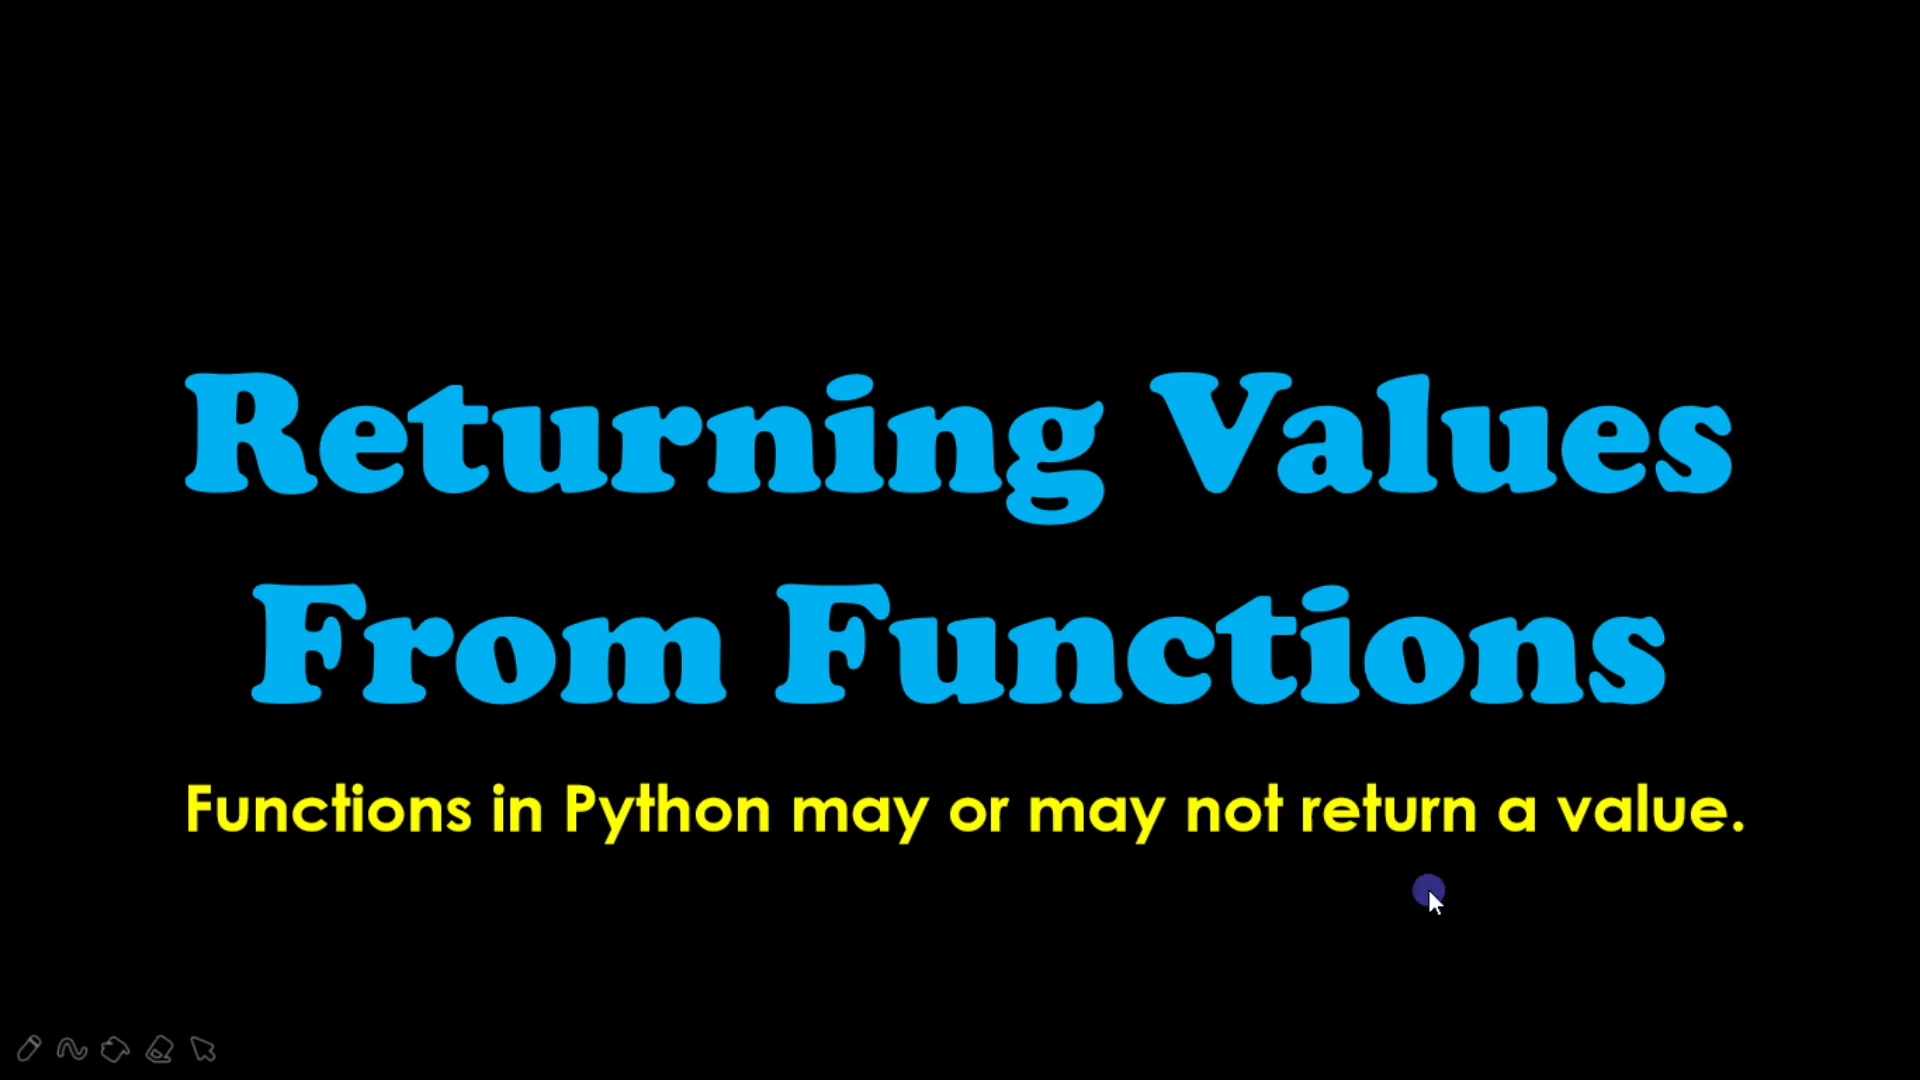 Returning Values
From Functions
Functions in Python may or may not return a value.